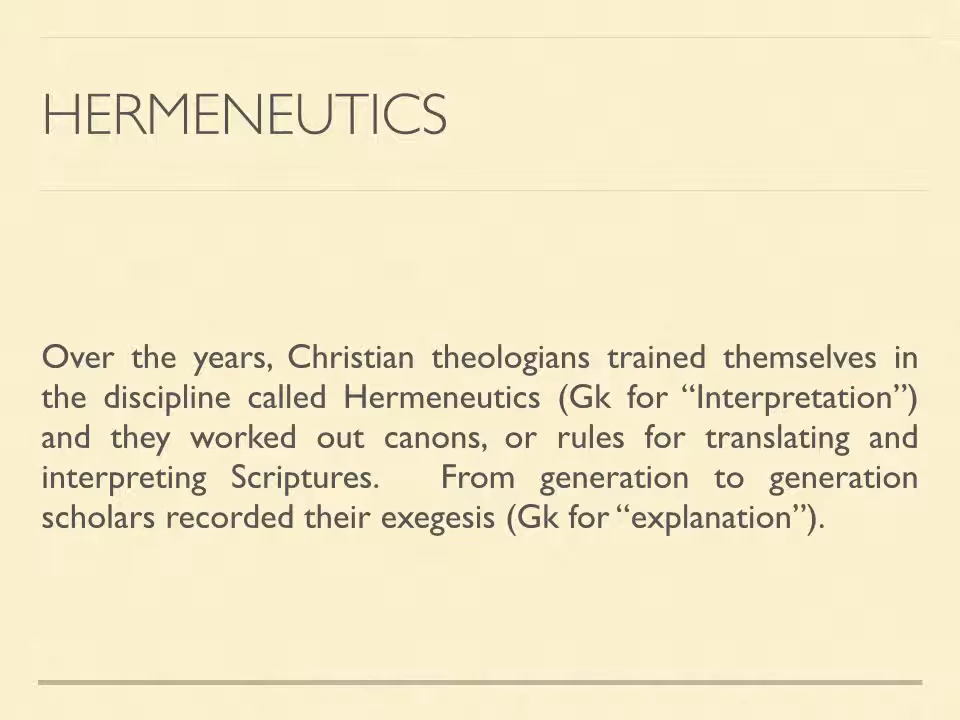 HERMENEUTICS
Over the years, Christian theologians trained themselves in
the discipline called Hermeneutics (Gk for “Interpretation”)
and they worked out canons, or rules for translating and
interpreting Scriptures. From generation to generation
scholars recorded their exegesis (Gk for “explanation”).